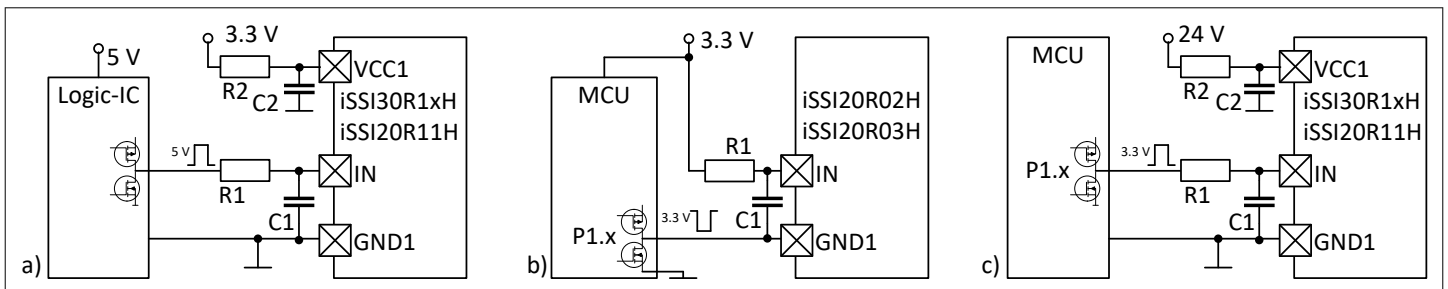 5 V
Logic-IC
5 V
R1
C1
3.3 V
R2
C2
VCC1
iSSI30R1xH
iSSI20R11H
IN
GND1
a)
3.3 V
MCU
P1.x
3.3 V
R1
C1
iSSI20R02H
iSSI20R03H
IN
GND1
b)
MCU
P1.x
3.3 V
R1
C1
24 V
R2
C2
VCC1
iSSI30R1xH
iSSI20R11H
IN
GND1
c)